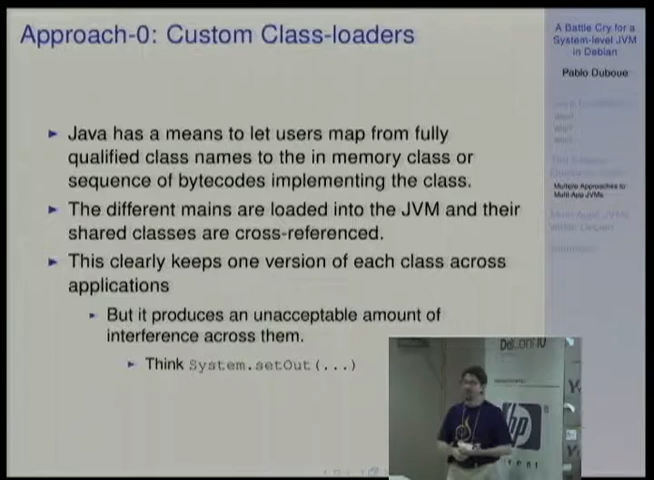 Approach-0: Custom Class-loaders
A Battle Cry for a
System-level JVM
in Debian
Pablo Duboue
Multiple Approaches to
Multi-App JVMs
► Java has a means to let users map from fully
qualified class names to the in memory class or
sequence of bytecodes implementing the class.
► The different mains are loaded into the JVM and their
shared classes are cross-referenced.
► This clearly keeps one version of each class across
applications
► But it produces an unacceptable amount of
interference across them.
► Think System.setOut(...)
hp